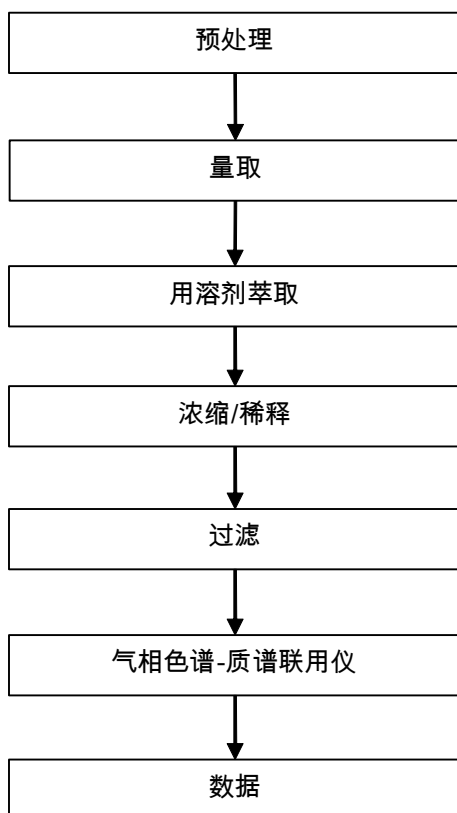 预处理
量取
用溶剂萃取
浓缩/稀释
过滤
气相色谱-质谱联用仪
数据